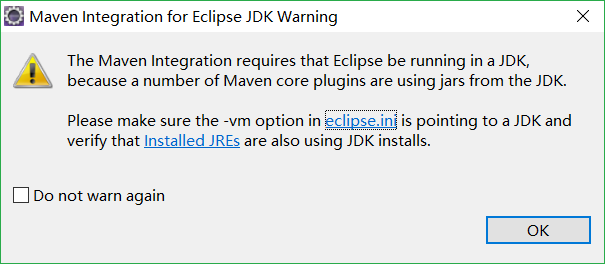 Maven Integration for Eclipse JDK Warning
The Maven Integration requires that Eclipse be running in a JDK,
because a number of Maven core plugins are using jars from the JDK.
Please make sure the -vm option in eclipse.ini is pointing to a JDK and
verify that Installed JREs are also using JDK installs.
Do not warn again
OK